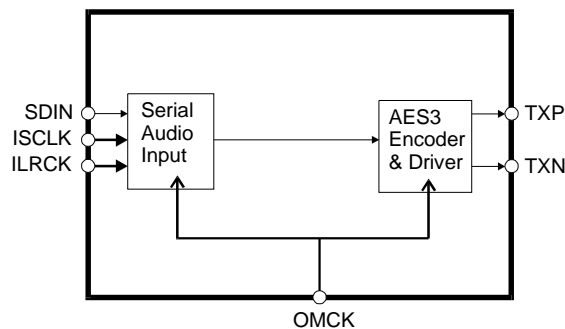 SDIN
ISCLK
ILRCK
Serial
Audio
Input
AES3
Encoder
& Driver
TXP
TXN
OMCK